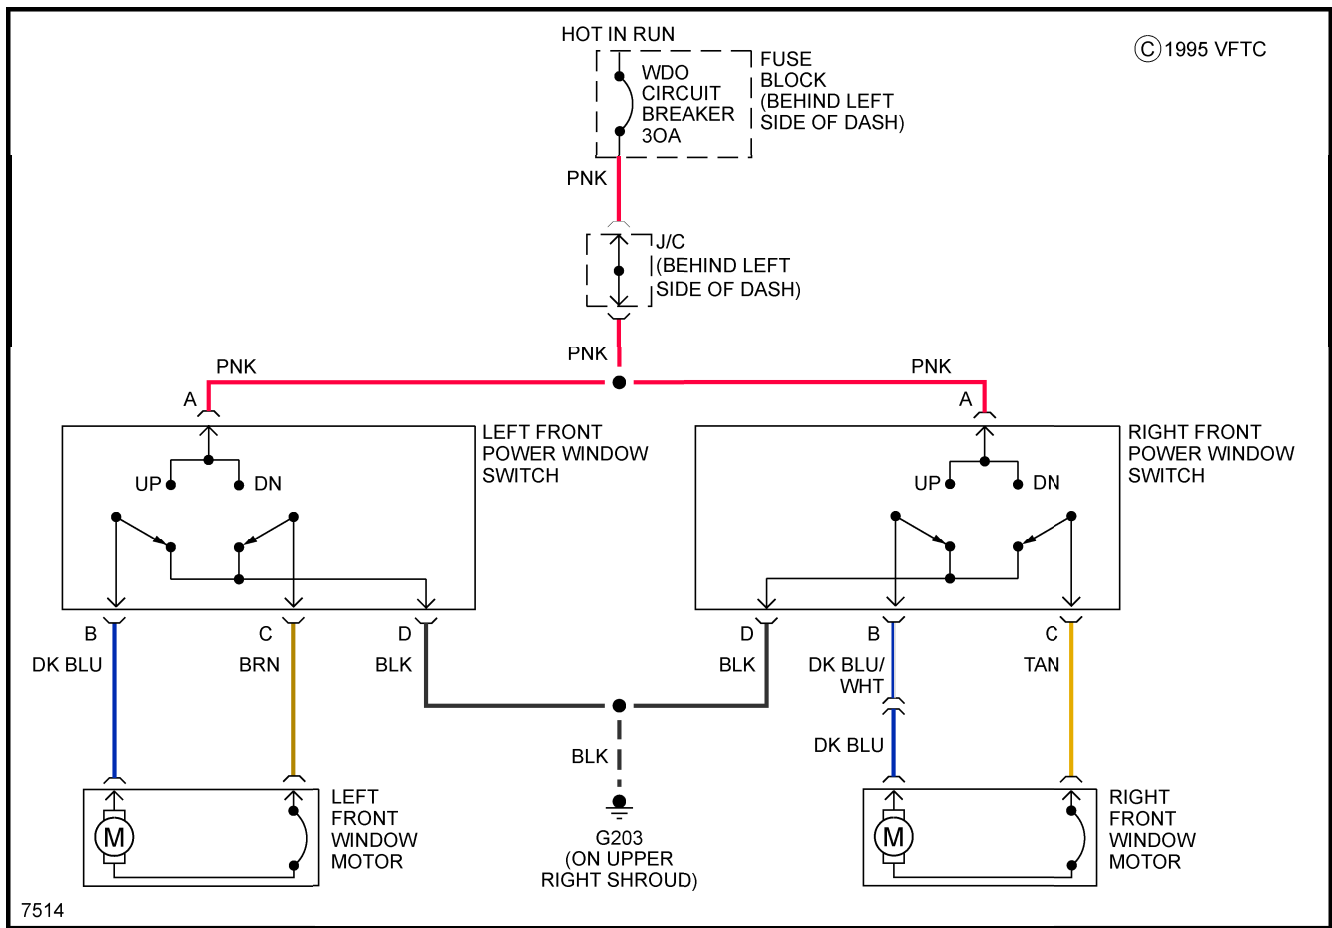 HOT IN RUN
© 1995 VFTC
WDO
CIRCUIT
BREAKER
3OA
FUSE
BLOCK
(BEHIND LEFT
SIDE OF DASH)
PNK
J/C
(BEHIND LEFT
SIDE OF DASH)
PNK
PNK
PNK
A
A
LEFT FRONT
POWER WINDOW
SWITCH
RIGHT FRONT
POWER WINDOW
SWITCH
UP
DN
UP
DN
B
C
D
D
B
C
DK BLU
BRN
BLK
BLK
DK BLU/
WHT
TAN
BLK
DK BLU
M
LEFT
FRONT
WINDOW
MOTOR
G203
(ON UPPER
RIGHT SHROUD)
M
RIGHT
FRONT
WINDOW
MOTOR
7514